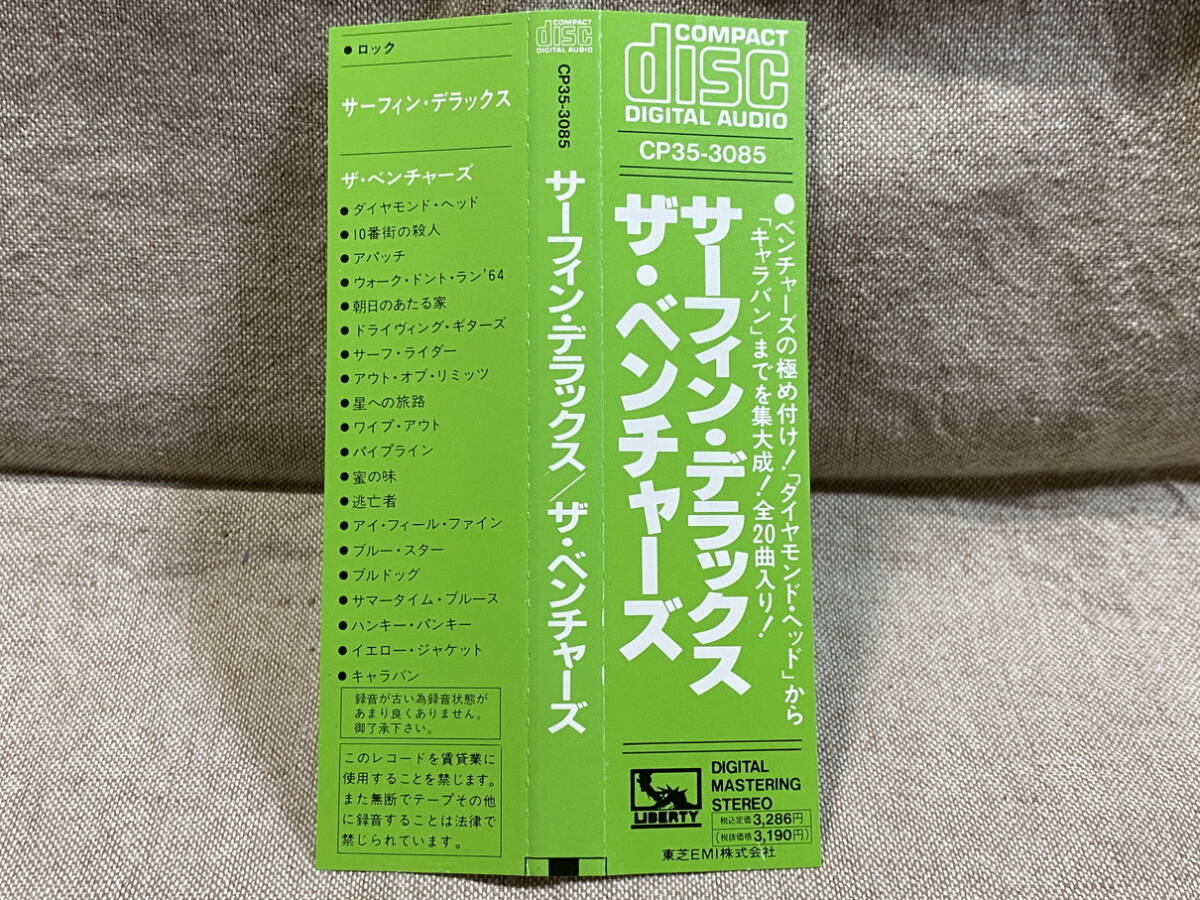 ● ロック
サーフィン・デラックス
ザ・ベンチャーズ
● ダイヤモンド・ヘッド
● 10番街の殺人
● アパッチ
● ウォーク・ドント・ラン'64
● 朝日のあたる家
● ドライヴィング・ギターズ
● サーフ・ライダー
● アウト・オブ・リミッツ
● 星への旅路
● ワイプ・アウト
● パイプライン
● 蜜の味
● 逃亡者
● アイ・フィール・ファイン
● ブルー・スター
● ブルドッグ
● サマータイム・ブルース
● ハンキー・パンキー
● イエロー・ジャケット
● キャラバン
録音が古い為録音状態が
あまり良くありません。
御了承下さい。
このレコードを賃貸業に
使用することを禁じます。
また無断でテープその他
に録音することは法律で
禁じられています。
COMPACT
disc
DIGITAL AUDIO
CP35-3085
サーフィン・デラックス/ザ・ベンチャーズ
COMPACT
disc
DIGITAL AUDIO
CP35-3085
●ベンチャーズの極め付け!「ダイヤモンド・ヘッド」から
「キャラバン」までを集大成!全20曲入り!
サーフィン・デラックス
ザ・ベンチャーズ
LIBERTY
DIGITAL
MASTERING
STEREO
税込定価3,286円
(税抜価格3,190円)
東芝EMI株式会社